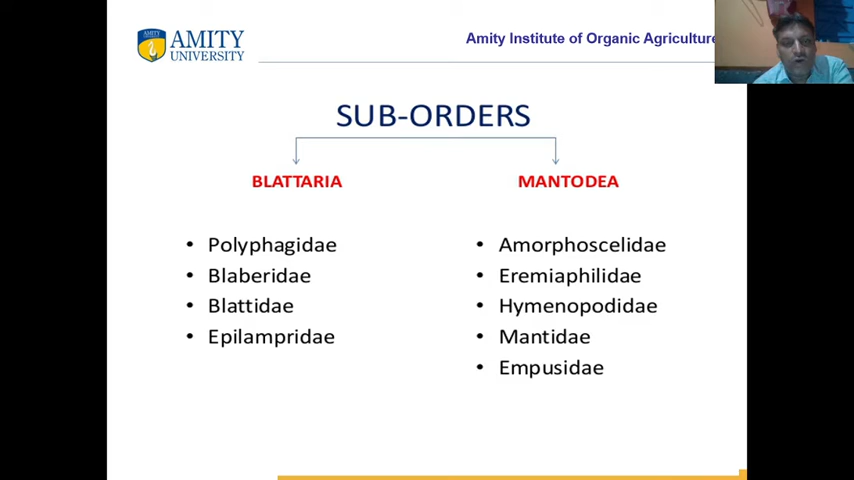 AMITY
AMITY
UNIVERSITY
Amity Institute of Organic Agriculture
SUB-ORDERS
BLATTARIA
MANTODEA
• Polyphagidae
• Blaberidae
• Blattidae
• Epilampridae
• Amorphoscelidae
• Eremiaphilidae
• Hymenopodidae
• Mantidae
• Empusidae